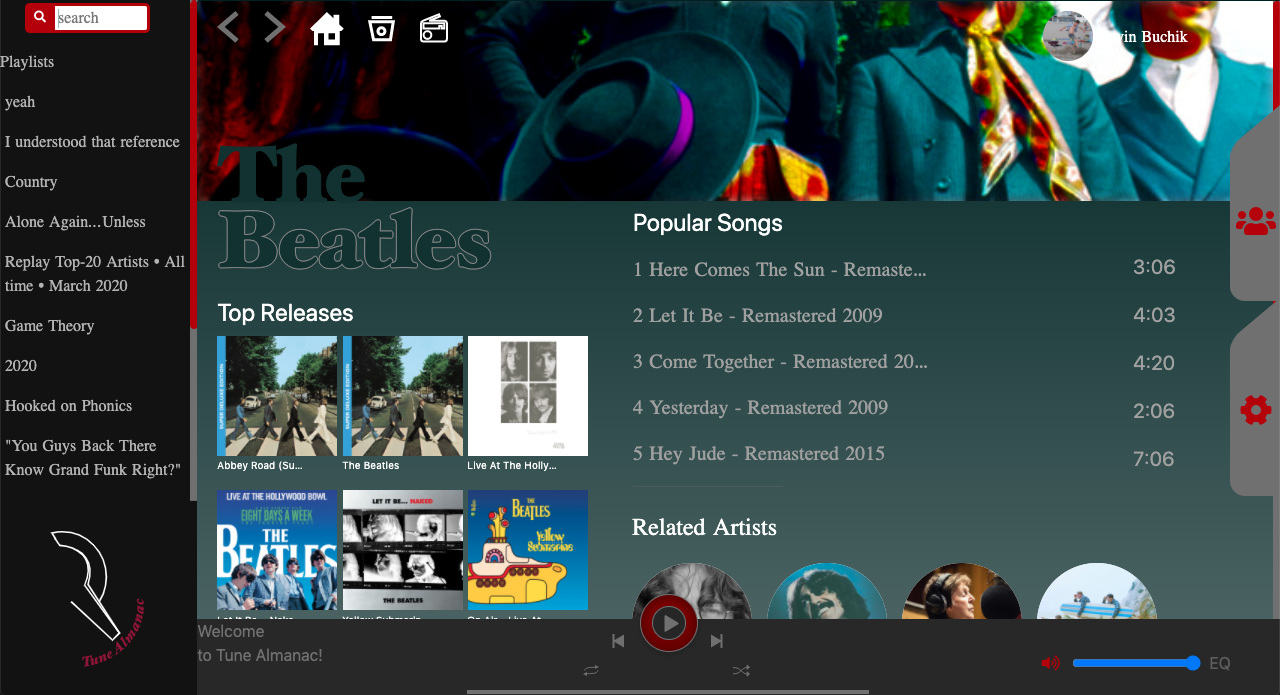 search
Playlists
yeah
I understood that reference
Country
Alone Again...Unless
Replay Top-20 Artists • All
time • March 2020
Game Theory
2020
Hooked on Phonics
"You Guys Back There
Know Grand Funk Right?"
Tune Almanac
Buchik
The
Beatles
Top Releases
SUPER DELUXE EDITION
Abbey Road (Su...
The Beatles
Live At The Holly...
LIVE AT THE HOLLYWOOD BOWL
EIGHT DAYS A WEEK
THE BEATLES
LET IT BE... NAKED
THE BEATLES
THE BEATLES
Yellow Submarine
Let It Be... Nake...
Yellow Submarin...
On Air - Live At...
Popular Songs
1 Here Comes The Sun - Remaste... 3:06
2 Let It Be - Remastered 2009 4:03
3 Come Together - Remastered 20... 4:20
4 Yesterday - Remastered 2009 2:06
5 Hey Jude - Remastered 2015 7:06
Related Artists
Welcome
to Tune Almanac!
EQ